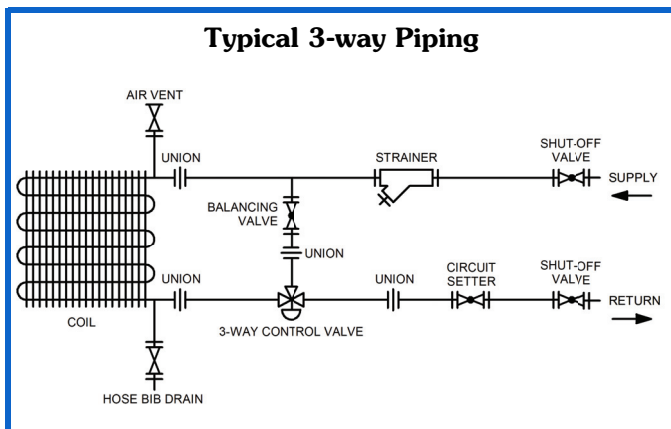 Typical 3-way Piping
AIR VENT
UNION
STRAINER
SHUT-OFF
VALVE
SUPPLY
BALANCING
VALVE
UNION
UNION
UNION
CIRCUIT
SETTER
SHUT-OFF
VALVE
RETURN
COIL
3-WAY CONTROL VALVE
HOSE BIB DRAIN